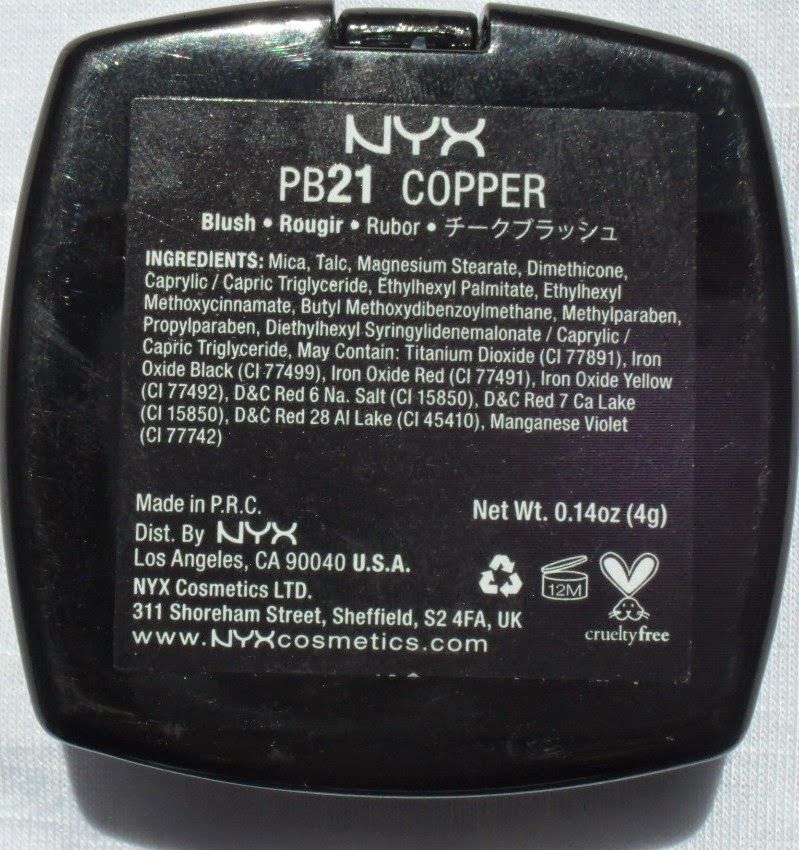 NYX
PB21 COPPER
Blush • Rougir • Rubor • チークブラッシュ
INGREDIENTS: Mica, Talc, Magnesium Stearate, Dimethicone,
Caprylic / Capric Triglyceride, Ethylhexyl Palmitate, Ethylhexyl
Methoxycinnamate, Butyl Methoxydibenzoylmethane, Methylparaben,
Propylparaben, Diethylhexyl Syringylidenemalonate / Caprylic /
Capric Triglyceride, May Contain: Titanium Dioxide (CI 77891), Iron
Oxide Black (CI 77499), Iron Oxide Red (CI 77491), Iron Oxide Yellow
(CI 77492), D&C Red 6 Na. Salt (CI 15850), D&C Red 7 Ca Lake
(CI 15850), D&C Red 28 Al Lake (CI 45410), Manganese Violet
(CI 77742)
Made in P.R.C.
Dist. By NYX
Los Angeles, CA 90040 U.S.A.
NYX Cosmetics LTD.
311 Shoreham Street, Sheffield, S2 4FA, UK
www.NYXcosmetics.com
Net Wt. 0.14oz (4g)
12M
crueltyfree